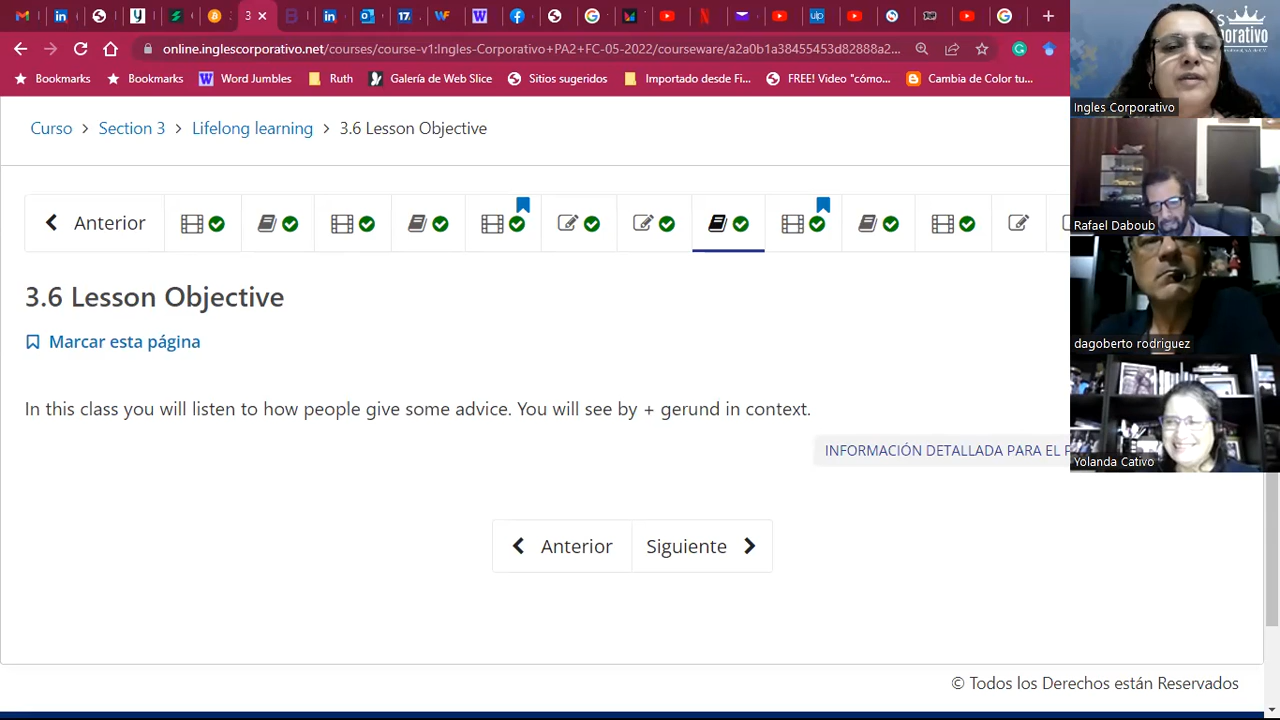 3
online.inglescorporativo.net/courses/course-v1:Ingles-Corporativo+PA2+FC-05-2022/courseware/a2a0b1a38455453d82888a2...
Bookmarks
Bookmarks
Word Jumbles
Ruth
Galería de Web Slice
Sitios sugeridos
Importado desde Fi...
FREE! Video "cómo...
Cambia de Color tu...
Ingles Corporativo
Curso > Section 3 > Lifelong learning > 3.6 Lesson Objective
Anterior
Rafael Daboub
3.6 Lesson Objective
Marcar esta página
dagoberto rodriguez
In this class you will listen to how people give some advice. You will see by + gerund in context.
INFORMACIÓN DETALLADA PARA EL
Yolanda Cativo
Anterior
Siguiente
© Todos los Derechos están Reservados